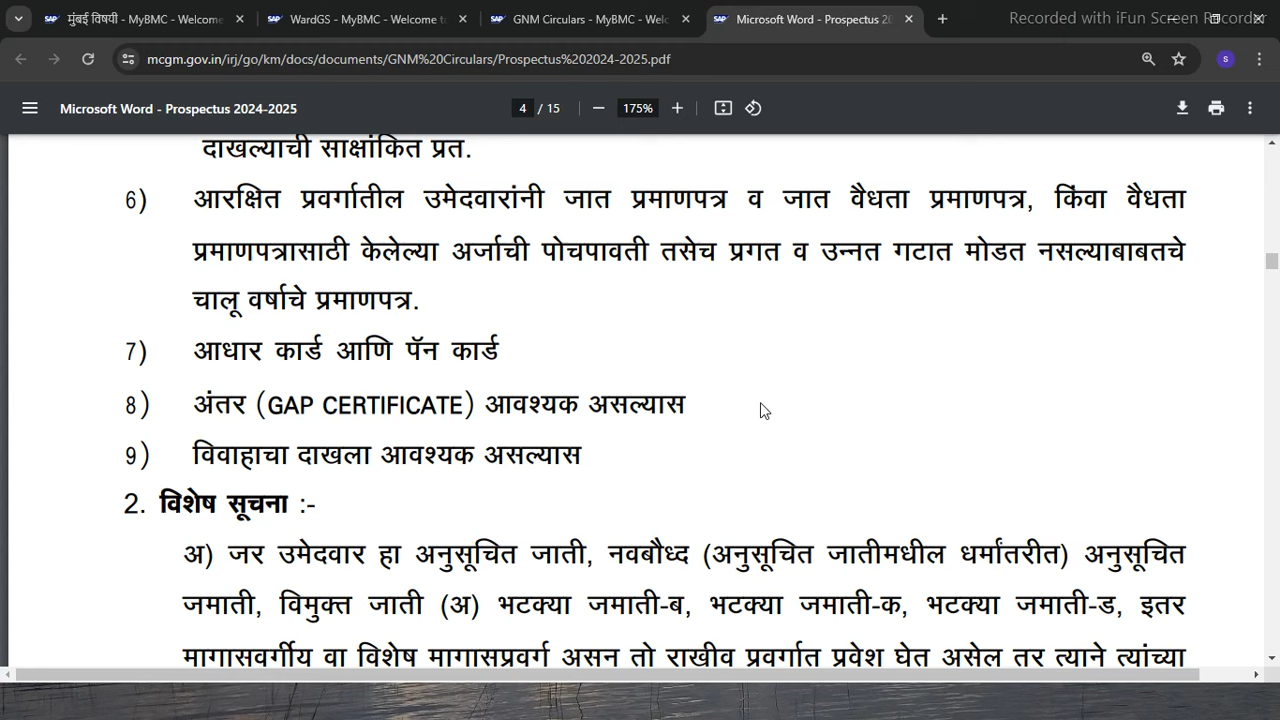 मुंबई विषयी - MyBMC - Welcome
WardGS - MyBMC - Welcome to
GNM Circulars - MyBMC - Welc
Microsoft Word - Prospectus 20
Recorded with iFun Screen Recorder
mcgm.gov.in/irj/go/km/docs/documents/GNM%20Circulars/Prospectus%202024-2025.pdf
S
Microsoft Word - Prospectus 2024-2025
4 / 15
175%
दाखल्याची साक्षांकित प्रत.
6) आरक्षित प्रवर्गातील उमेदवारांनी जात प्रमाणपत्र व जात वैधता प्रमाणपत्र, किंवा वैधता
प्रमाणपत्रासाठी केलेल्या अर्जाची पोचपावती तसेच प्रगत व उन्नत गटात मोडत नसल्याबाबतचे
चालू वर्षाचे प्रमाणपत्र.
7) आधार कार्ड आणि पॅन कार्ड
8) अंतर (GAP CERTIFICATE) आवश्यक असल्यास
9) विवाहाचा दाखला आवश्यक असल्यास
2. विशेष सूचना :-
अ) जर उमेदवार हा अनुसूचित जाती, नवबौध्द (अनुसूचित जातीमधील धर्मांतरीत) अनुसूचित
जमाती, विमुक्त जाती (अ) भटक्या जमाती-ब, भटक्या जमाती-क, भटक्या जमाती-ड, इतर
मागासवर्गीय वा विशेष मागासप्रवर्ग असन तो राखीव प्रवर्गात प्रवेश घेत असेल तर त्याने त्यांच्या